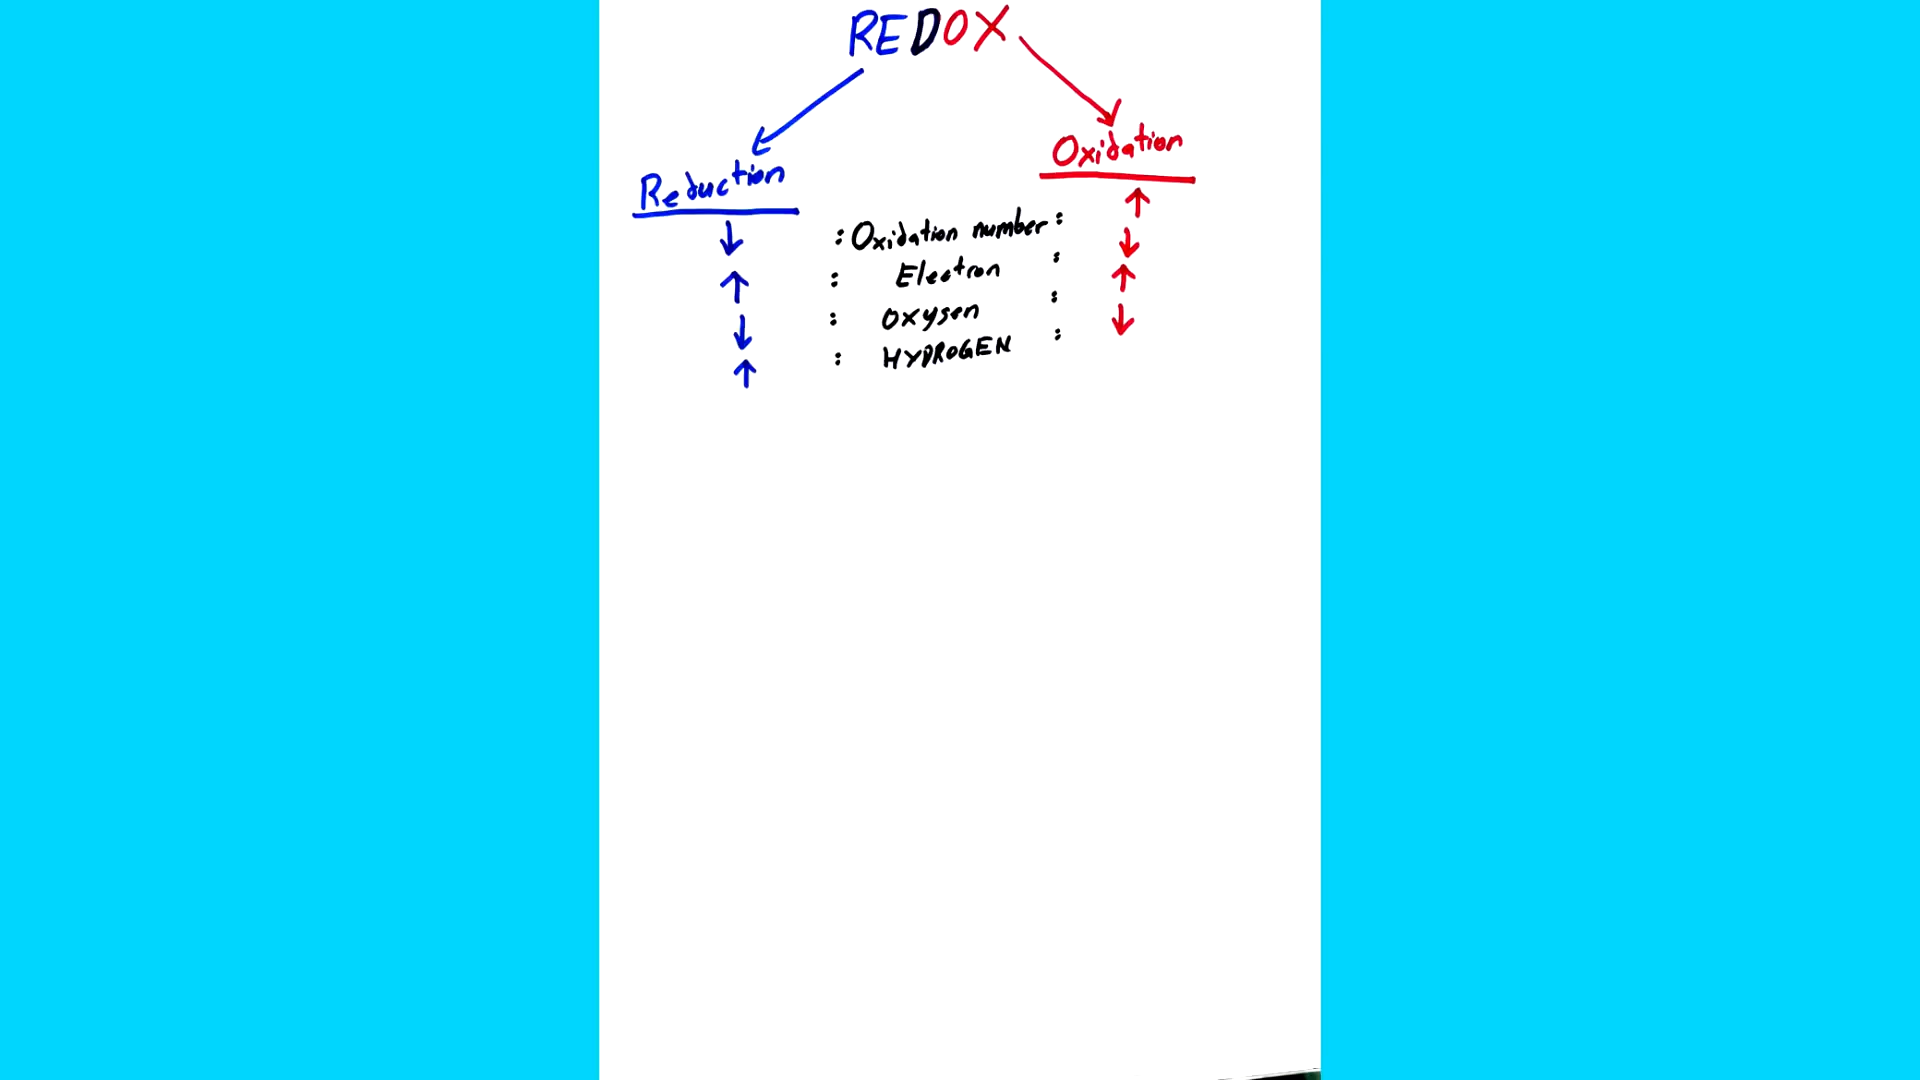 REDOX
Oxidation
Reduction
↓ : Oxidation number : ↑
↑ : Electron : ↓
↓ : Oxygen : ↑
↑ : HYDROGEN : ↓